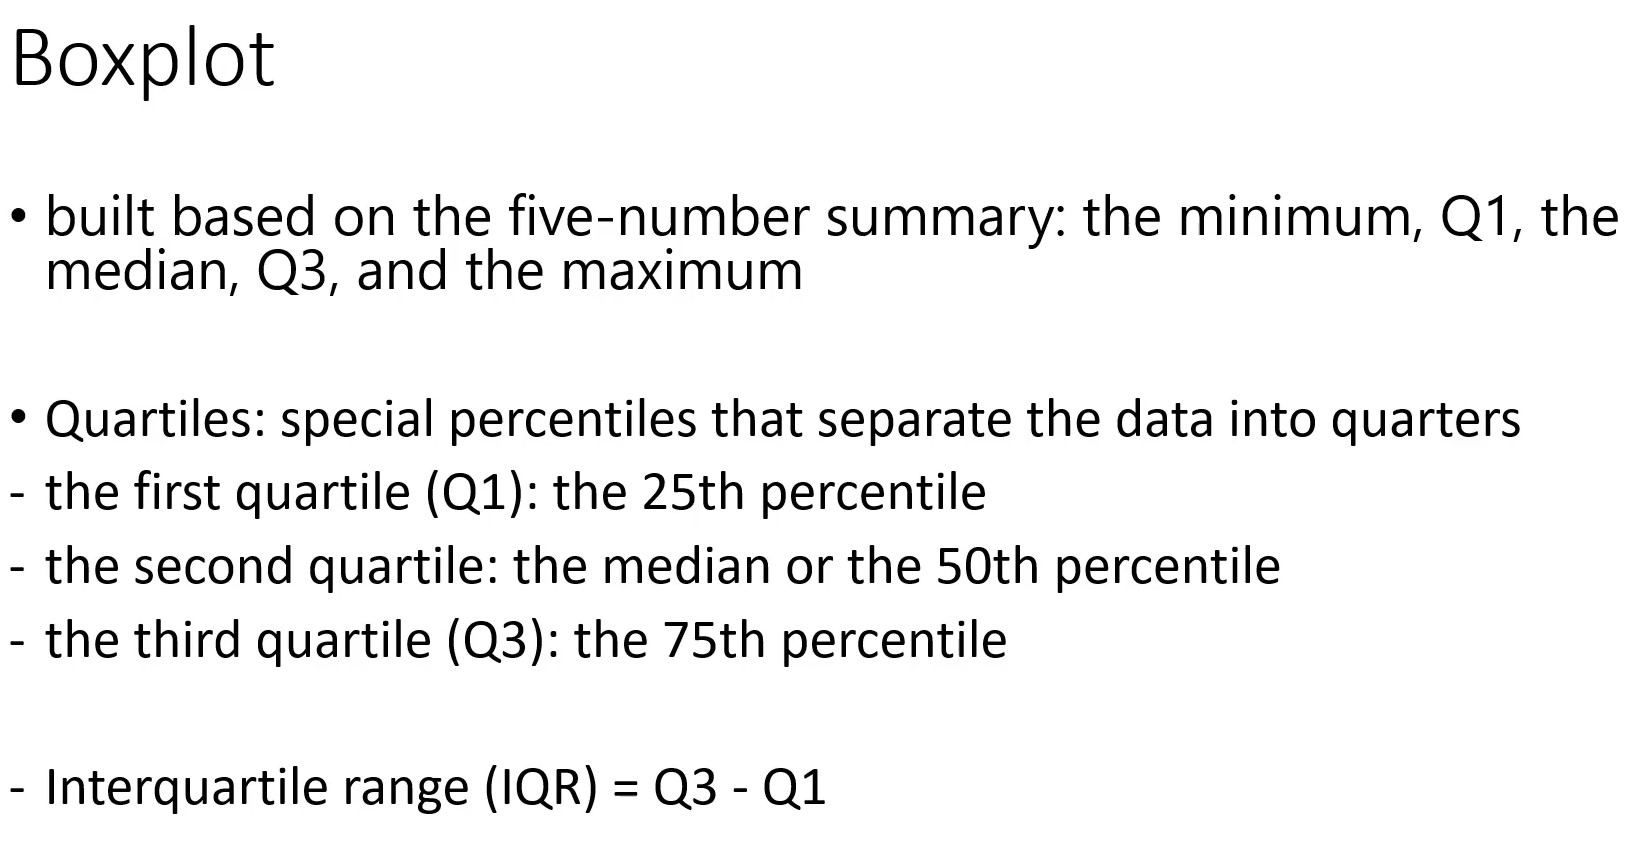 Boxplot
• built based on the five-number summary: the minimum, Q1, the
median, Q3, and the maximum
• Quartiles: special percentiles that separate the data into quarters
- the first quartile (Q1): the 25th percentile
- the second quartile: the median or the 50th percentile
- the third quartile (Q3): the 75th percentile
- Interquartile range (IQR) = Q3 - Q1